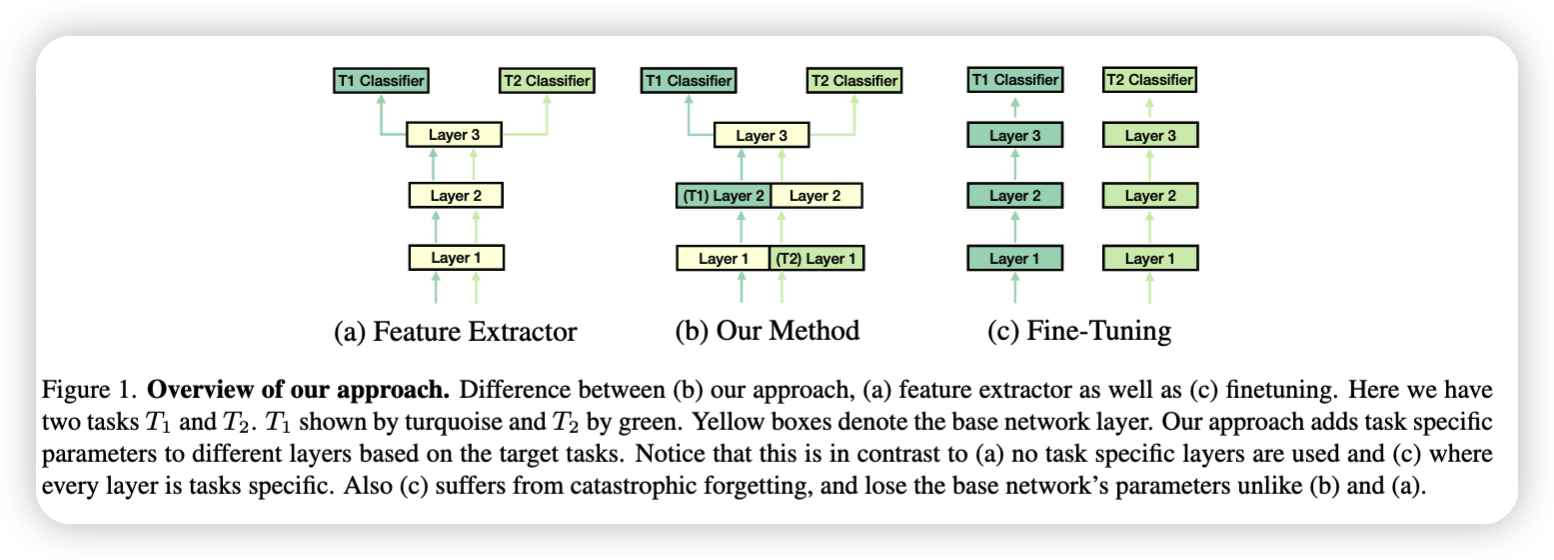 T1 Classifier T2 Classifier T1 Classifier T2 Classifier T1 Classifier T2 Classifier
Layer 3 Layer 3 Layer 3 Layer 3
Layer 2 (T1) Layer 2 Layer 2 Layer 2 Layer 2
Layer 1 Layer 1 (T2) Layer 1 Layer 1 Layer 1
(a) Feature Extractor (b) Our Method (c) Fine-Tuning
Figure 1. Overview of our approach. Difference between (b) our approach, (a) feature extractor as well as (c) finetuning. Here we have
two tasks T1 and T2. T1 shown by turquoise and T2 by green. Yellow boxes denote the base network layer. Our approach adds task specific
parameters to different layers based on the target tasks. Notice that this is in contrast to (a) no task specific layers are used and (c) where
every layer is tasks specific. Also (c) suffers from catastrophic forgetting, and lose the base network's parameters unlike (b) and (a).